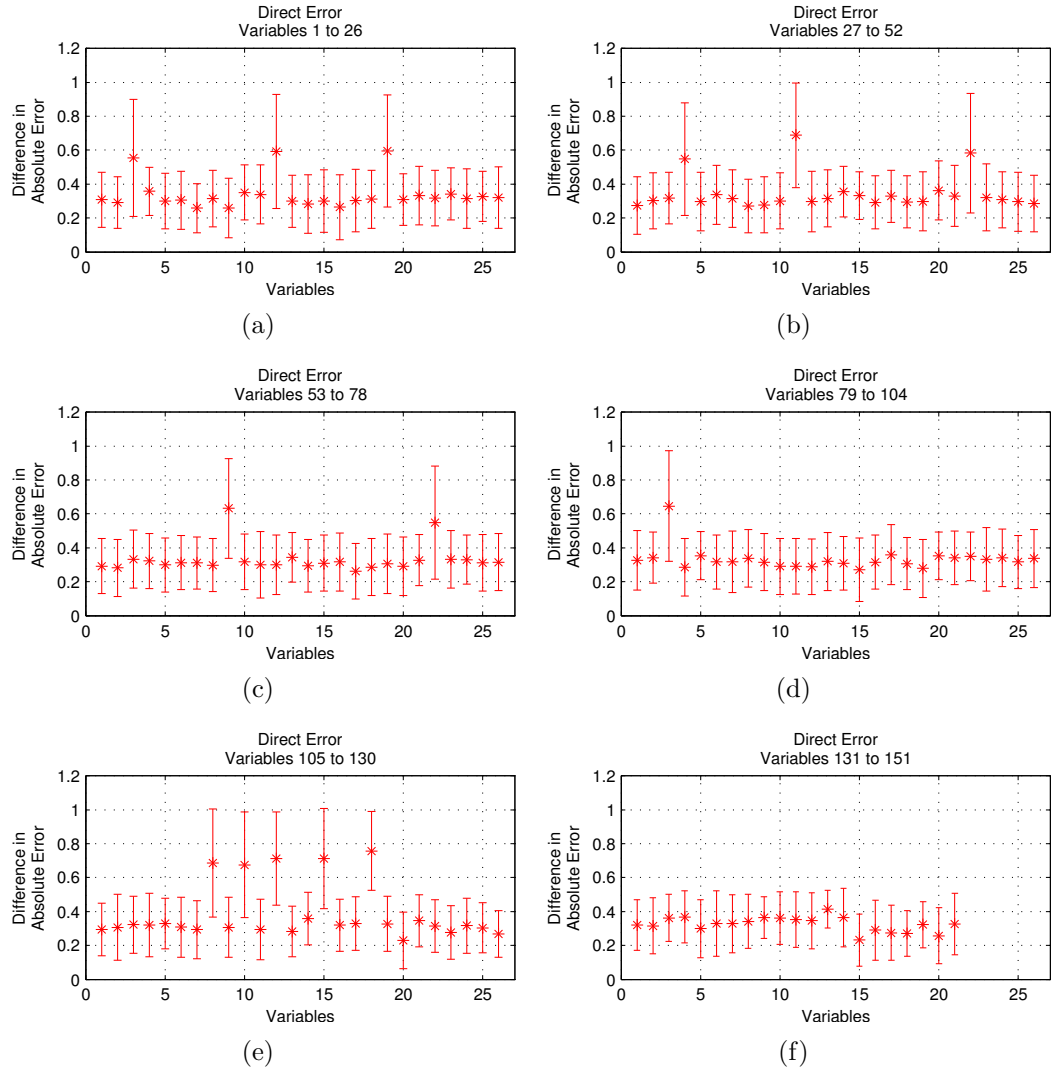 Direct Error
Variables 1 to 26
1.2
1
0.8
0.6
0.4
0.2
0
Difference in
Absolute Error
0 5 10 15 20 25
Variables
(a)
Direct Error
Variables 27 to 52
1.2
1
0.8
0.6
0.4
0.2
0
Difference in
Absolute Error
0 5 10 15 20 25
Variables
(b)
Direct Error
Variables 53 to 78
1.2
1
0.8
0.6
0.4
0.2
0
Difference in
Absolute Error
0 5 10 15 20 25
Variables
(c)
Direct Error
Variables 79 to 104
1.2
1
0.8
0.6
0.4
0.2
0
Difference in
Absolute Error
0 5 10 15 20 25
Variables
(d)
Direct Error
Variables 105 to 130
1.2
1
0.8
0.6
0.4
0.2
0
Difference in
Absolute Error
0 5 10 15 20 25
Variables
(e)
Direct Error
Variables 131 to 151
1.2
1
0.8
0.6
0.4
0.2
0
Difference in
Absolute Error
0 5 10 15 20 25
Variables
(f)